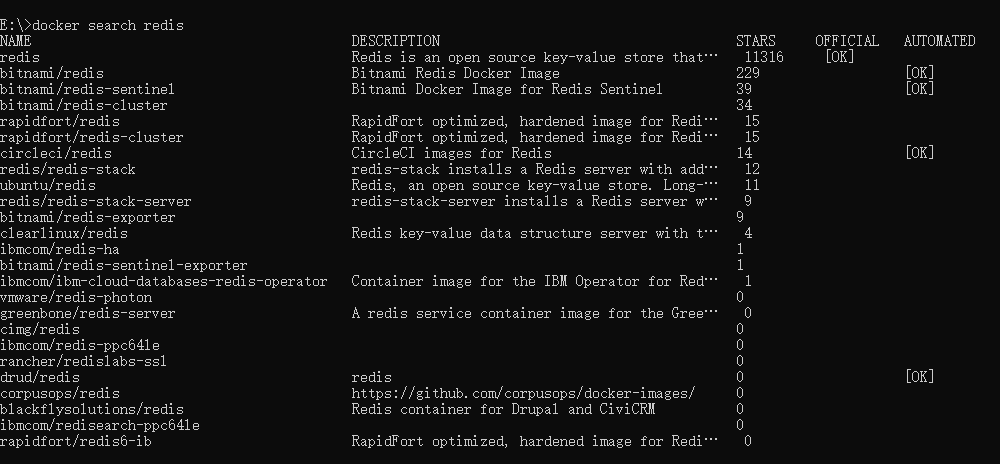 E:\>docker search redis
NAME DESCRIPTION STARS OFFICIAL AUTOMATED
redis Redis is an open source key-value store that… 11316 [OK]
bitnami/redis Bitnami Redis Docker Image 229 [OK]
bitnami/redis-sentinel Bitnami Docker Image for Redis Sentinel 39 [OK]
bitnami/redis-cluster 34
rapidfort/redis RapidFort optimized, hardened image for Redi… 15
rapidfort/redis-cluster RapidFort optimized, hardened image for Redi… 15
circleci/redis CircleCI images for Redis 14 [OK]
redis/redis-stack redis-stack installs a Redis server with add… 12
ubuntu/redis Redis, an open source key-value store. Long-… 11
redis/redis-stack-server redis-stack-server installs a Redis server w… 9
bitnami/redis-exporter 9
clearlinux/redis Redis key-value data structure server with t… 4
ibmcom/redis-ha 1
bitnami/redis-sentinel-exporter 1
ibmcom/ibm-cloud-databases-redis-operator Container image for the IBM Operator for Red… 1
vmware/redis-photon 0
greenbone/redis-server A redis service container image for the Gree… 0
cimg/redis 0
ibmcom/redis-ppc64le 0
rancher/redislabs-ssl 0
drud/redis redis 0 [OK]
corpusops/redis https://github.com/corpusops/docker-images/ 0
blackflysolutions/redis Redis container for Drupal and CiviCRM 0
ibmcom/redisearch-ppc64le 0
rapidfort/redis6-ib RapidFort optimized, hardened image for Redi… 0